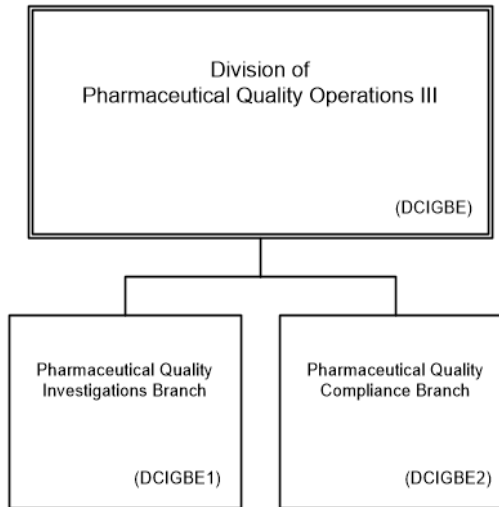 Division of
Pharmaceutical Quality Operations III
(DCIGBE)
Pharmaceutical Quality
Investigations Branch
(DCIGBE1)
Pharmaceutical Quality
Compliance Branch
(DCIGBE2)